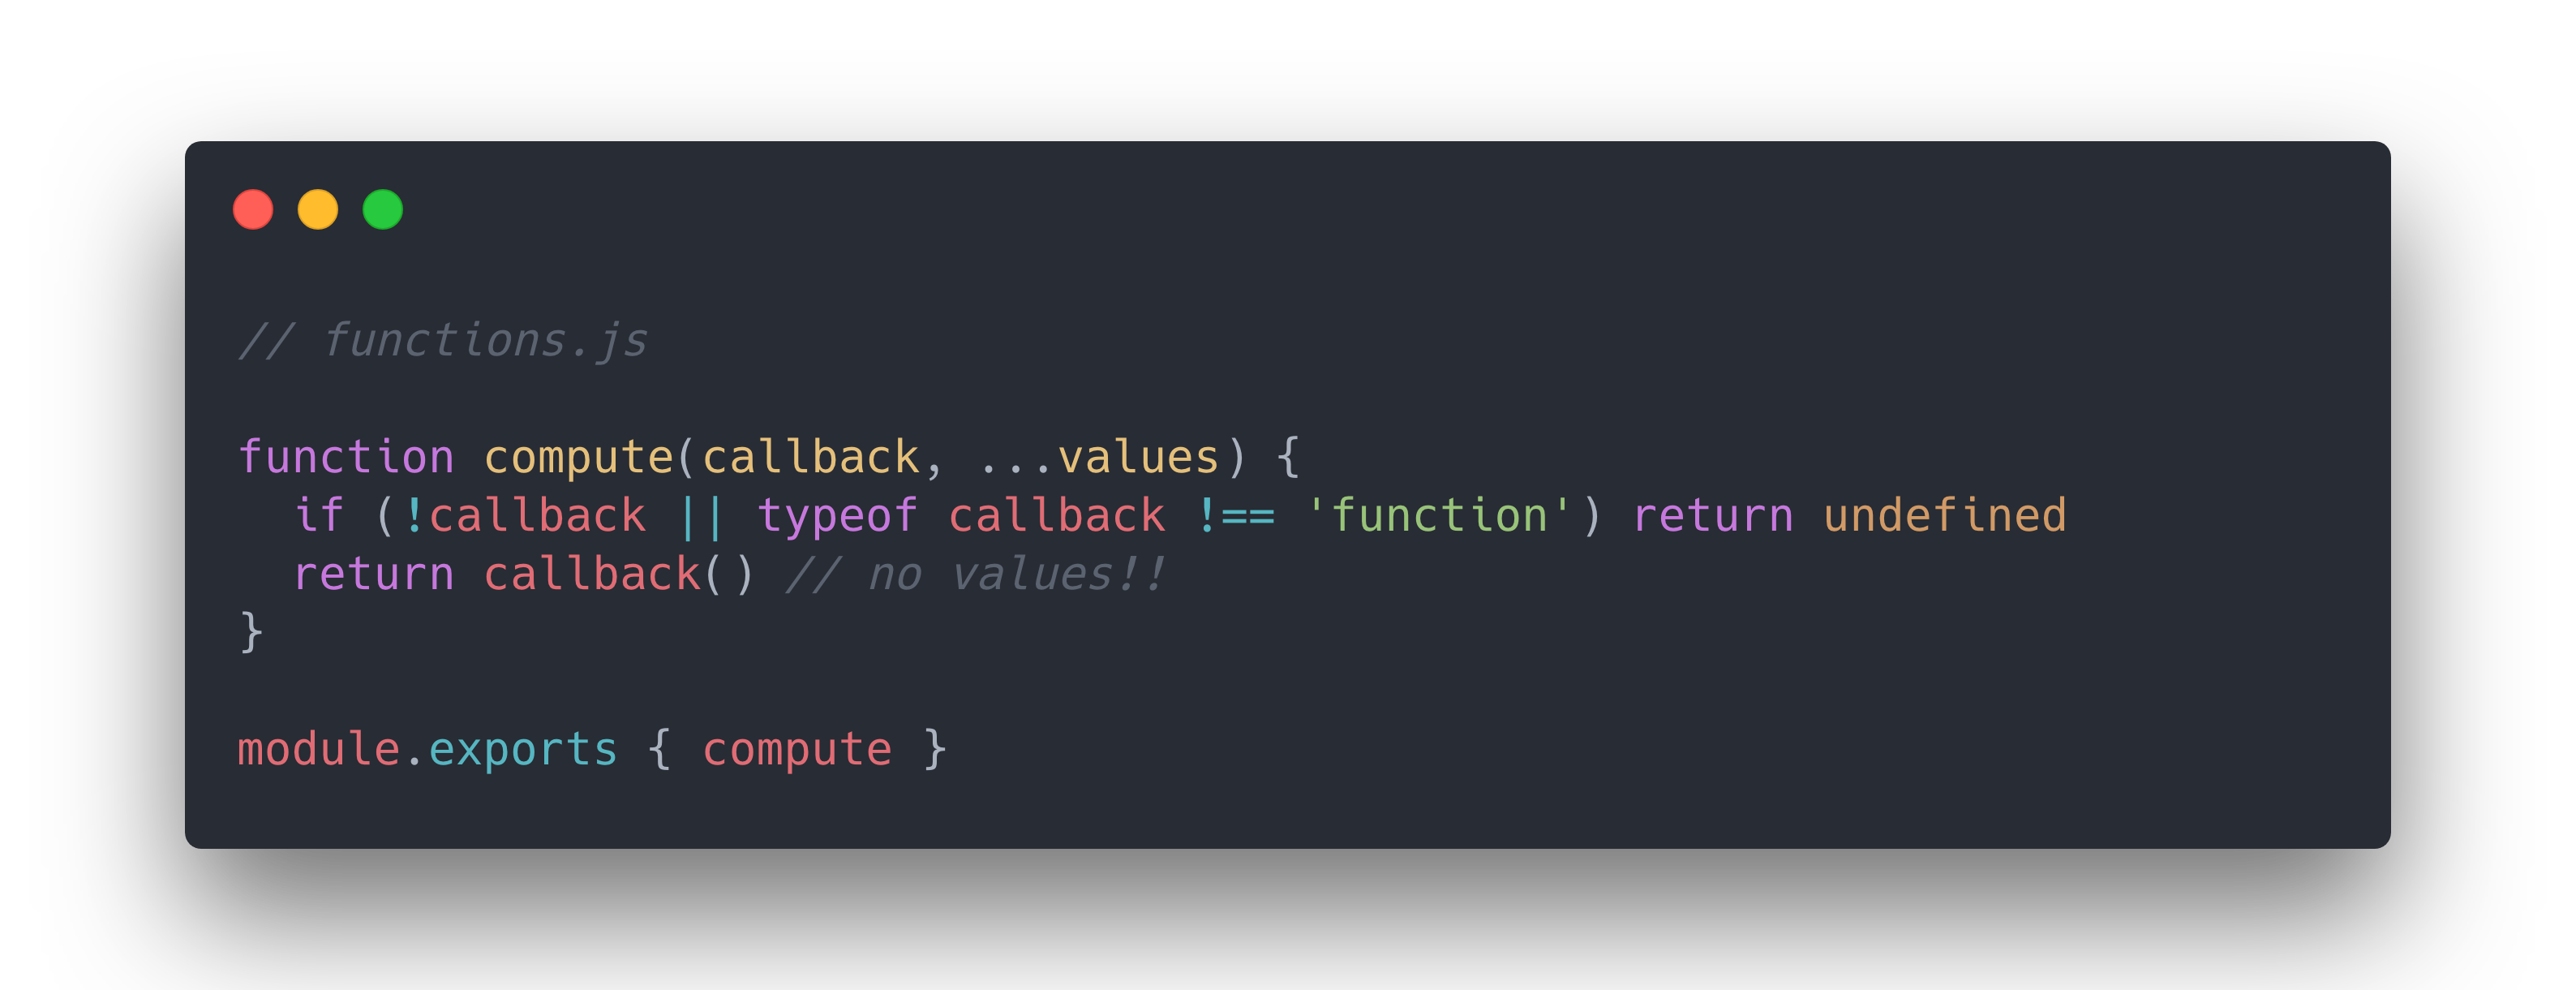 // functions.js
function compute(callback, ...values) {
  if (!callback || typeof callback !== 'function') return undefined
  return callback() // no values!!
}
module.exports { compute }